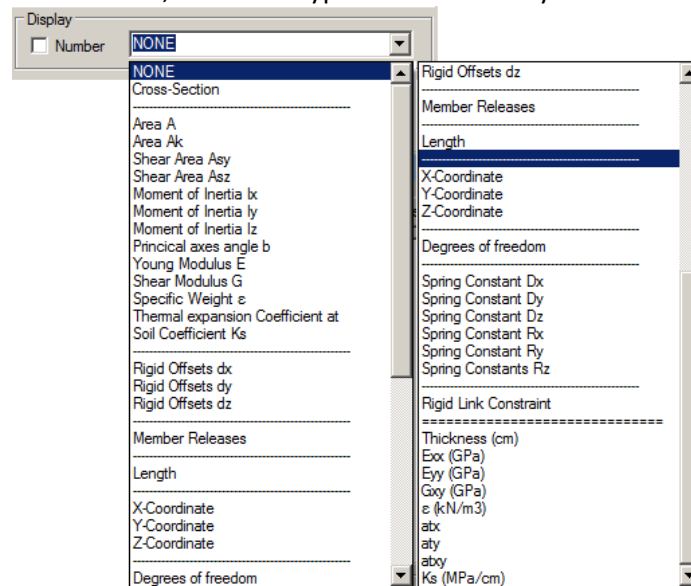 Display
Number
NONE
NONE
Cross-Section
Area A
Area Ak
Shear Area Asy
Shear Area Asz
Moment of Inertia Ix
Moment of Inertia Iy
Moment of Inertia Iz
Princical axes angle b
Young Modulus E
Shear Modulus G
Specific Weight ε
Thermal expansion Coefficient at
Soil Coefficient Ks
Rigid Offsets dx
Rigid Offsets dy
Rigid Offsets dz
Member Releases
Length
X-Coordinate
Y-Coordinate
Z-Coordinate
Degrees of freedom
Rigid Offsets dz
Member Releases
Length
X-Coordinate
Y-Coordinate
Z-Coordinate
Degrees of freedom
Spring Constant Dx
Spring Constant Dy
Spring Constant Dz
Spring Constant Rx
Spring Constant Ry
Spring Constants Rz
Rigid Link Constraint
Thickness (cm)
Exx (GPa)
Eyy (GPa)
Gxy (GPa)
ε (kN/m3)
atx
aty
atxy
Ks (MPa/cm)